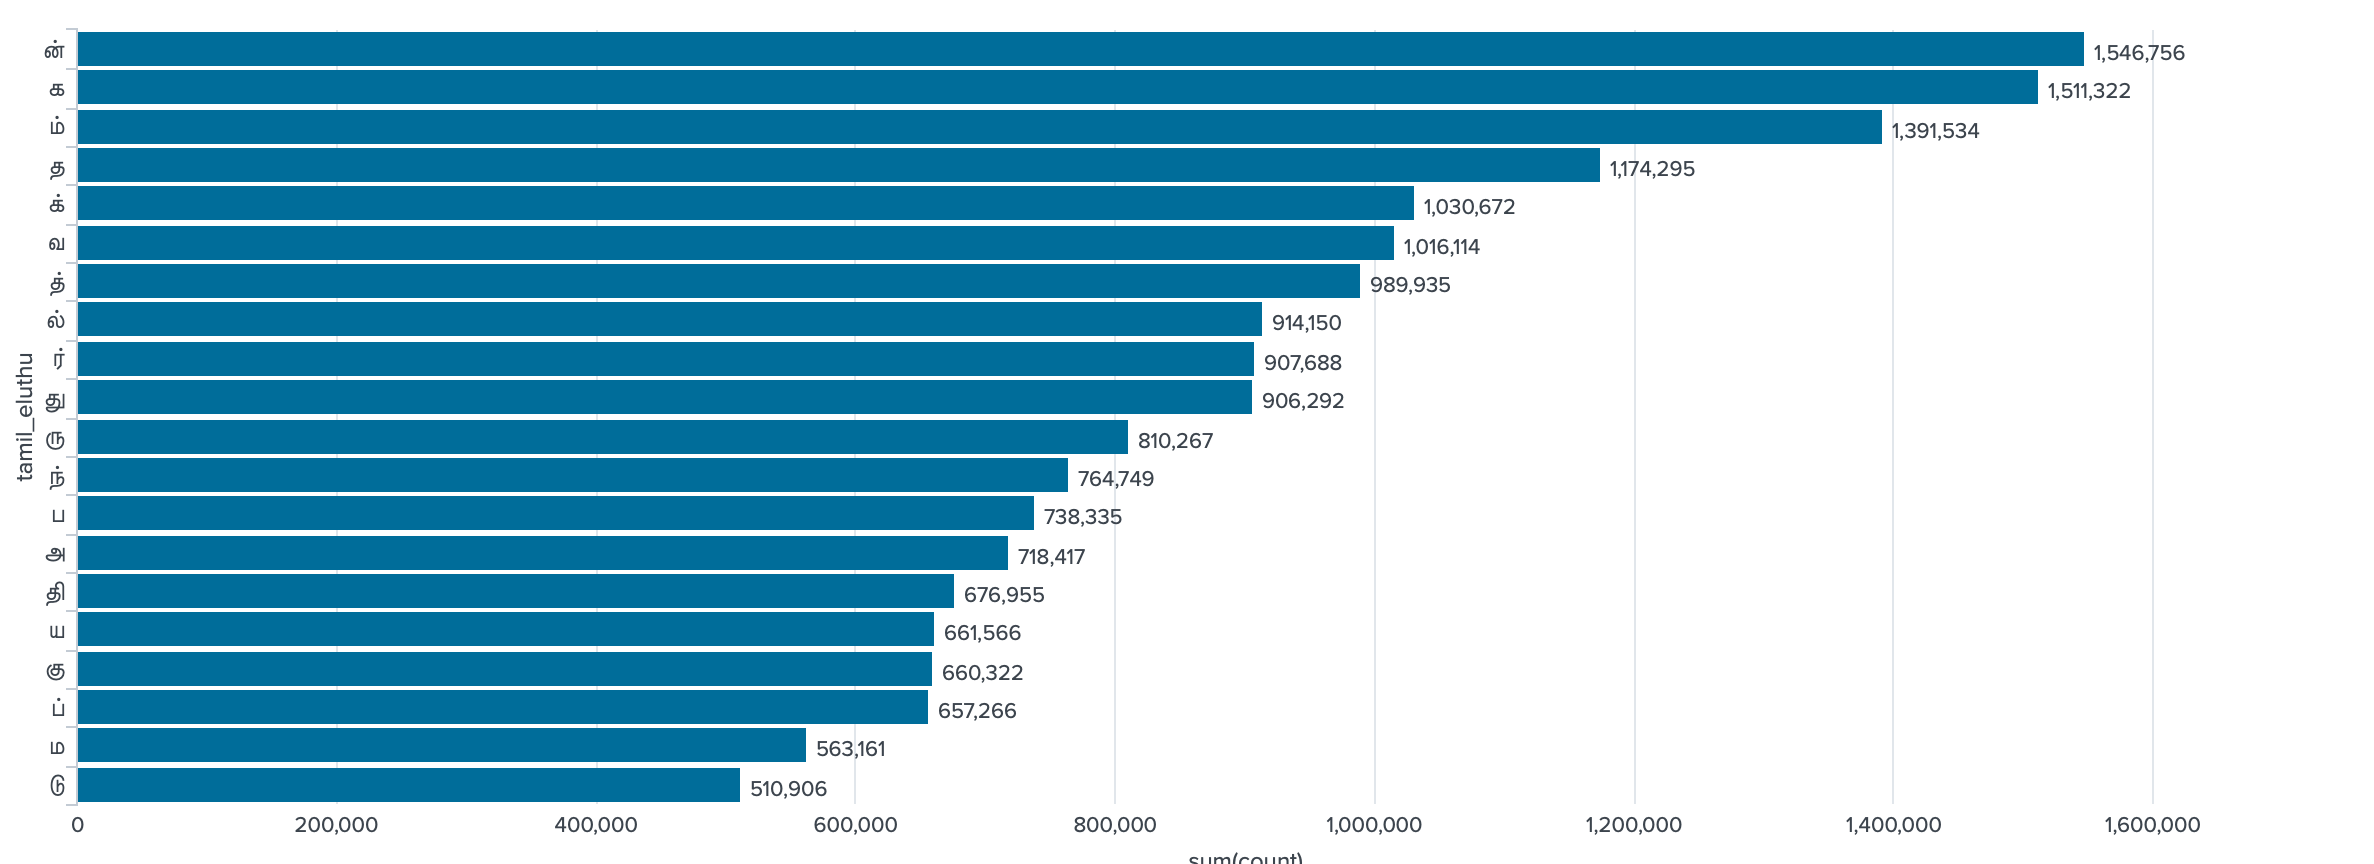 ன் 1,546,756
க 1,511,322
ம் 1,391,534
த 1,174,295
க் 1,030,672
வ 1,016,114
த் 989,935
ல் 914,150
ர் 907,688
து 906,292
ரு 810,267
ந் 764,749
ப 738,335
அ 718,417
தி 676,955
ய 661,566
கு 660,322
ப் 657,266
ம 563,161
டு 510,906
tamil_eluthu
0 200,000 400,000 600,000 800,000 1,000,000 1,200,000 1,400,000 1,600,000
sum(count)